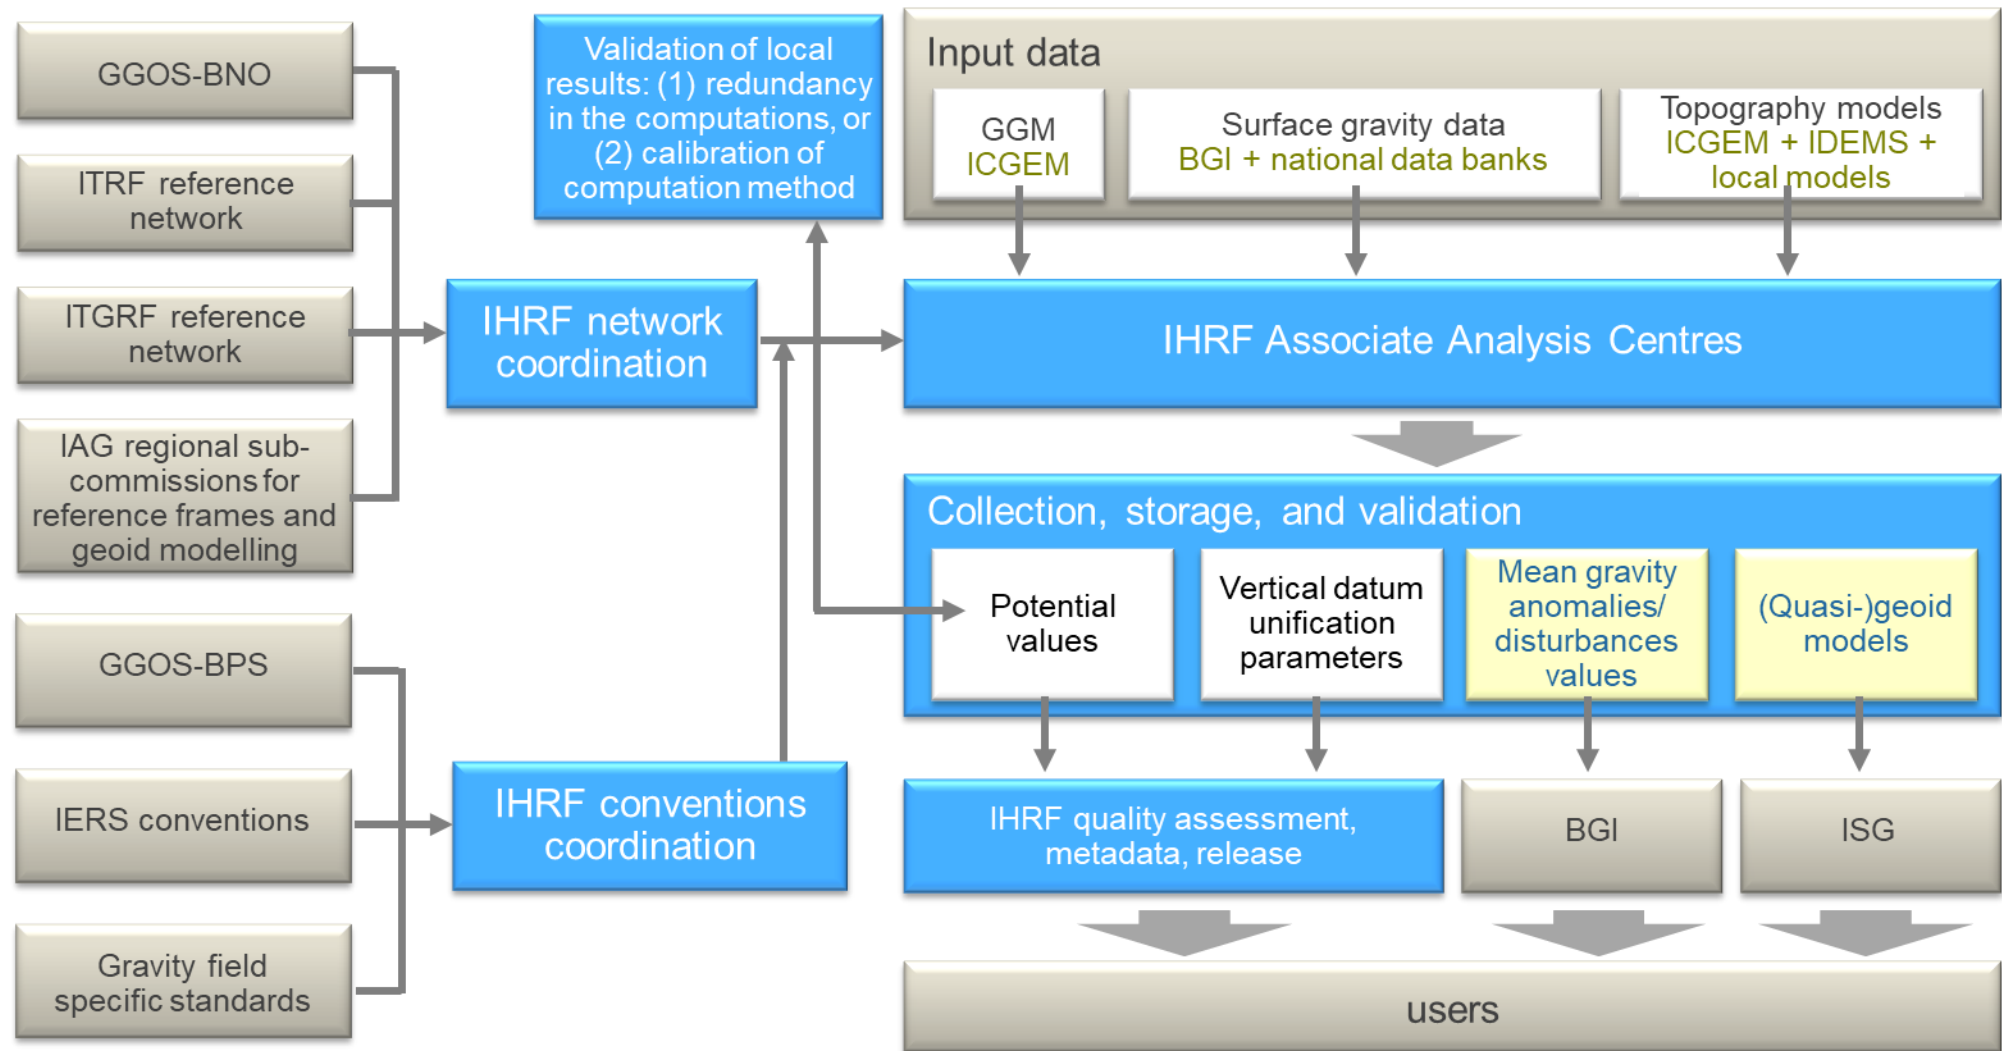 GGOS-BNO
ITRF reference
network
ITGRF reference
network
IAG regional sub-
commissions for
reference frames and
geoid modelling
GGOS-BPS
IERS conventions
Gravity field
specific standards
IHRF network
coordination
IHRF conventions
coordination
Validation of local
results: (1) redundancy
in the computations, or
(2) calibration of
computation method
Input data
GGM
ICGEM
Surface gravity data
BGI + national data banks
Topography models
ICGEM + IDEMS +
local models
IHRF Associate Analysis Centres
Collection, storage, and validation
Potential
values
Vertical datum
unification
parameters
Mean gravity
anomalies/
disturbances
values
(Quasi-)geoid
models
IHRF quality assessment,
metadata, release
BGI
ISG
users